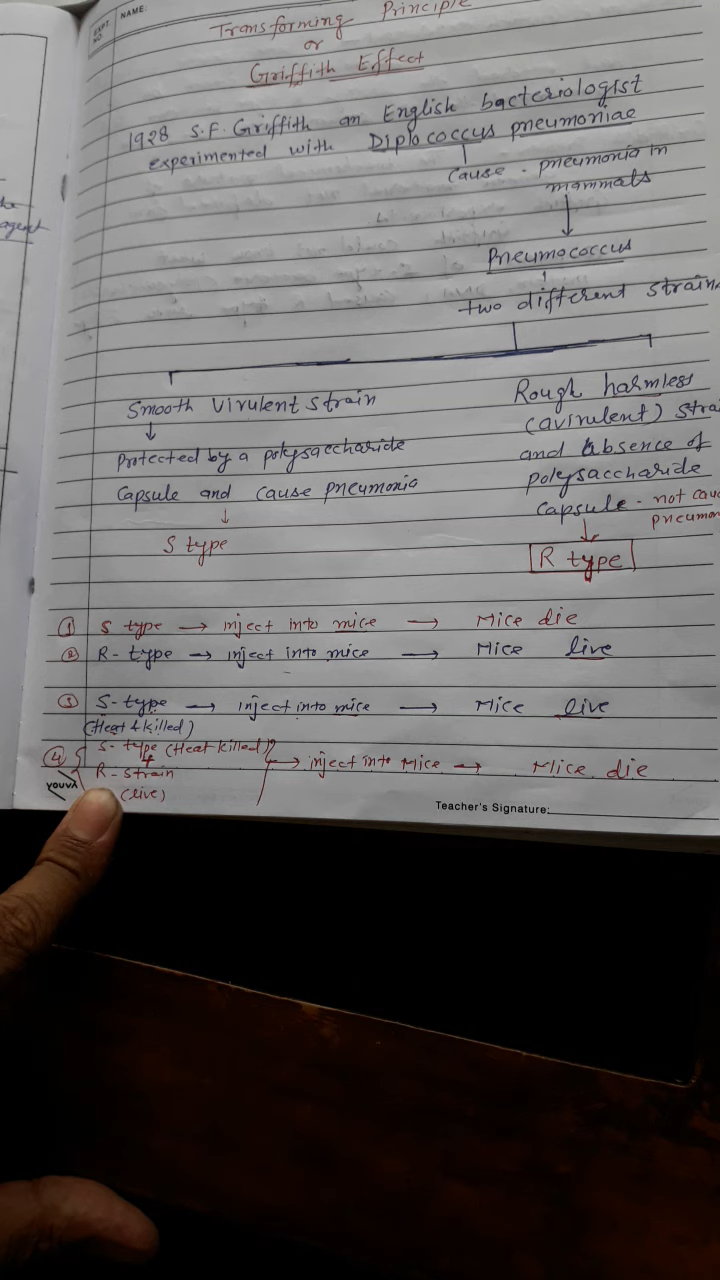 EXPT. NO.
NAME:
Transforming Principle
or
Griffith Effect
1928 S.F. Griffith an English bacteriologist
experimented with Diplococcus pneumoniae
Cause - pneumonia in
mammals
Pneumococcus
two different strain
Smooth Virulent strain
Protected by a polysaccharide
Capsule and cause pneumonia
S type
Rough harmless
(avirulent) Stra
and Absence of
polysaccharide
Capsule - not cau
pneumon
R type
① S type → inject into mice → Mice die
② R-type → inject into mice → Mice live
③ S-type → inject into mice → Mice live
(Heat & killed)
④ S-type (Heat killed)
&
R-strain → inject into Mice → Mice die
(live)
YOUVA
Teacher's Signature:
agent